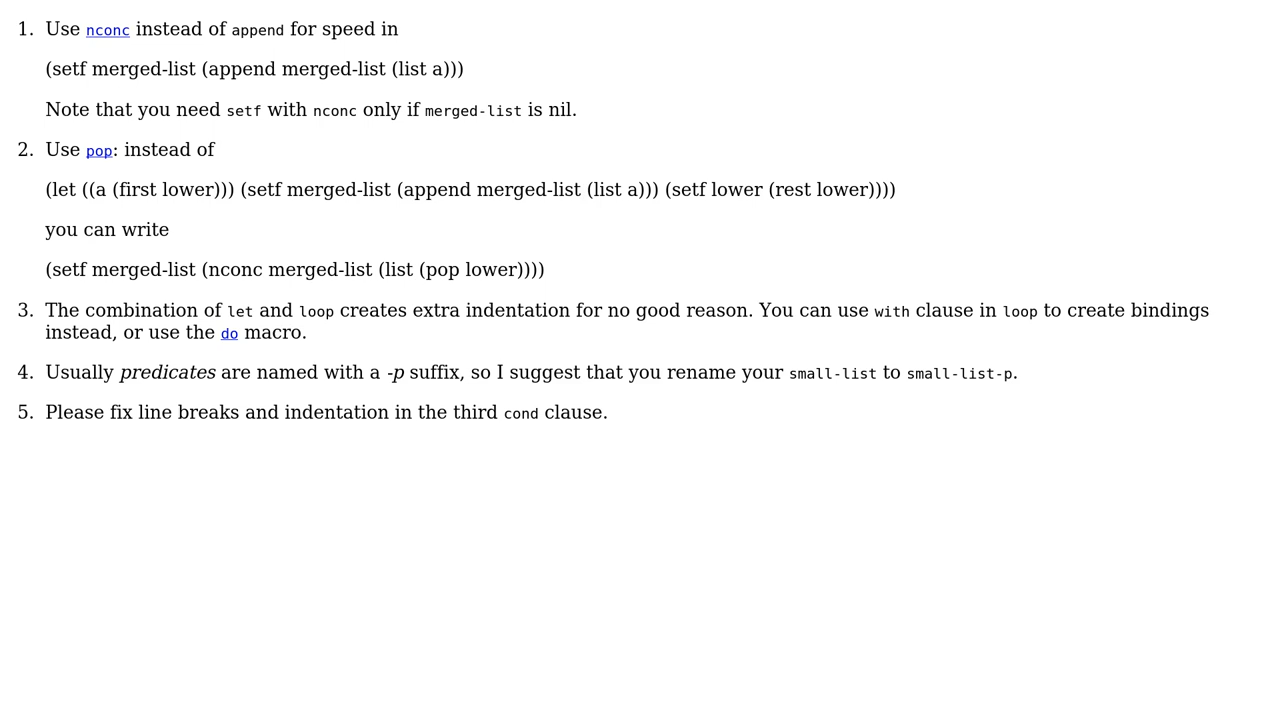 1. Use nconc instead of append for speed in
(setf merged-list (append merged-list (list a)))
Note that you need setf with nconc only if merged-list is nil.
2. Use pop: instead of
(let ((a (first lower))) (setf merged-list (append merged-list (list a))) (setf lower (rest lower))))
you can write
(setf merged-list (nconc merged-list (list (pop lower))))
3. The combination of let and loop creates extra indentation for no good reason. You can use with clause in loop to create bindings
instead, or use the do macro.
4. Usually predicates are named with a -p suffix, so I suggest that you rename your small-list to small-list-p.
5. Please fix line breaks and indentation in the third cond clause.